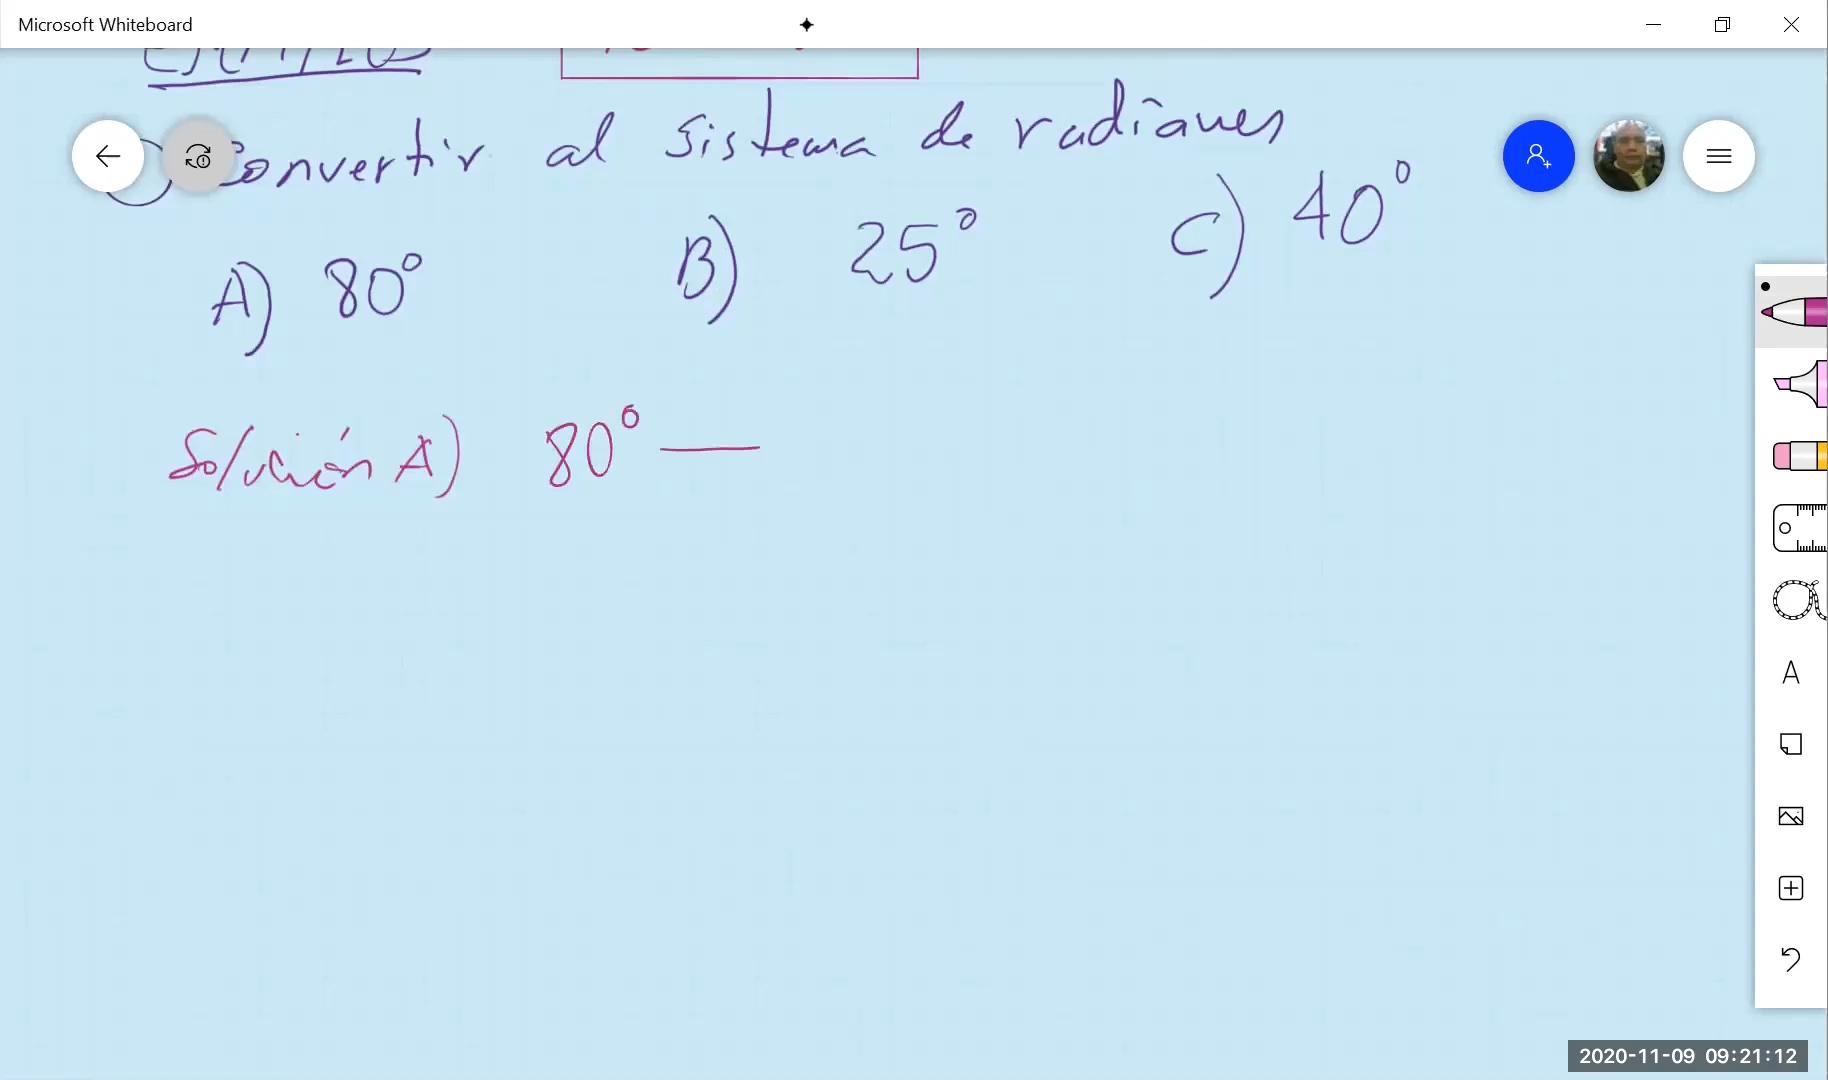 Microsoft Whiteboard
Convertir al sistema de radianes
A) 80° B) 25° C) 40°
Solución A) 80° —
A
2020-11-09 09:21:12